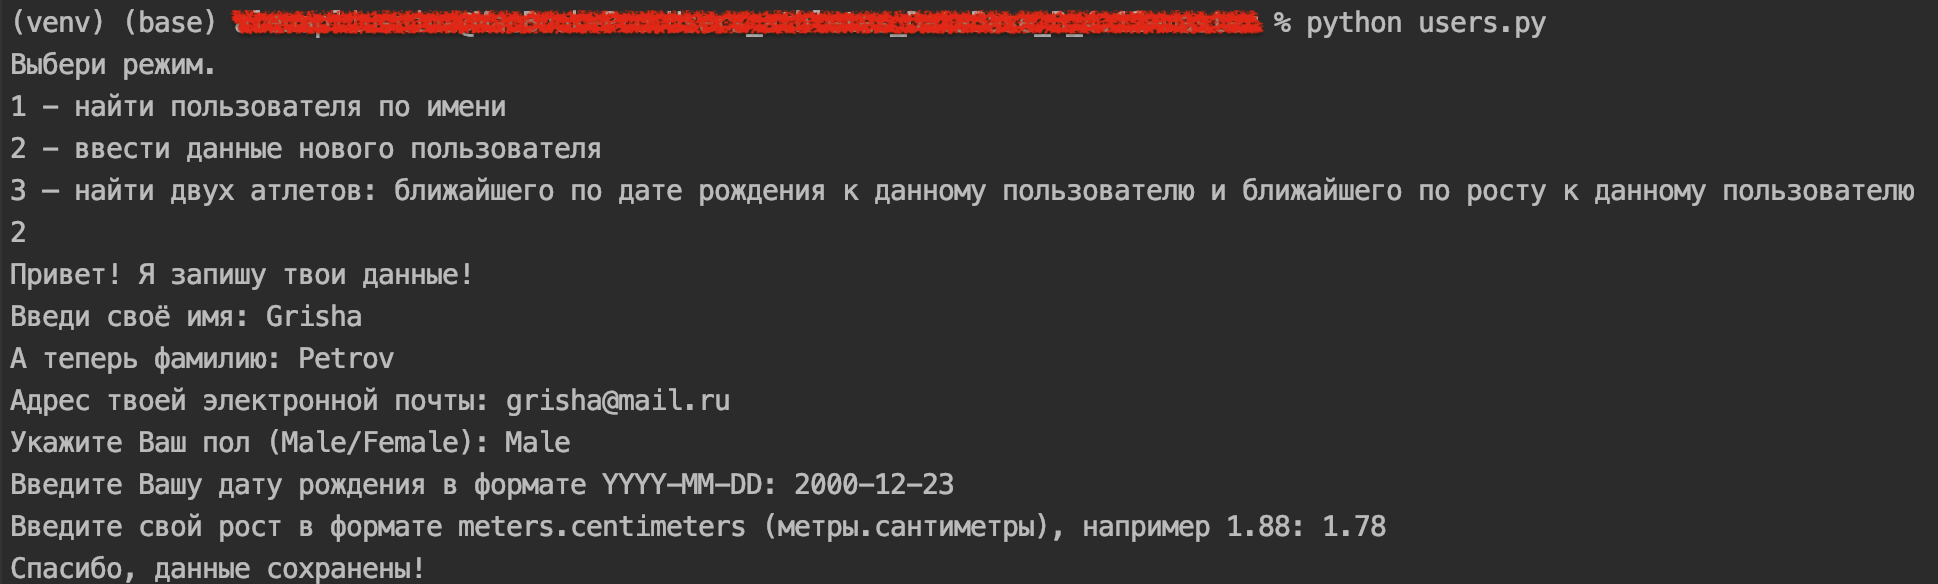 (venv) (base) % python users.py
Выбери режим.
1 - найти пользователя по имени
2 - ввести данные нового пользователя
3 - найти двух атлетов: ближайшего по дате рождения к данному пользователю и ближайшего по росту к данному пользователю
2
Привет! Я запишу твои данные!
Введи своё имя: Grisha
А теперь фамилию: Petrov
Адрес твоей электронной почты: grisha@mail.ru
Укажите Ваш пол (Male/Female): Male
Введите Вашу дату рождения в формате YYYY-MM-DD: 2000-12-23
Введите свой рост в формате meters.centimeters (метры.сантиметры), например 1.88: 1.78
Спасибо, данные сохранены!